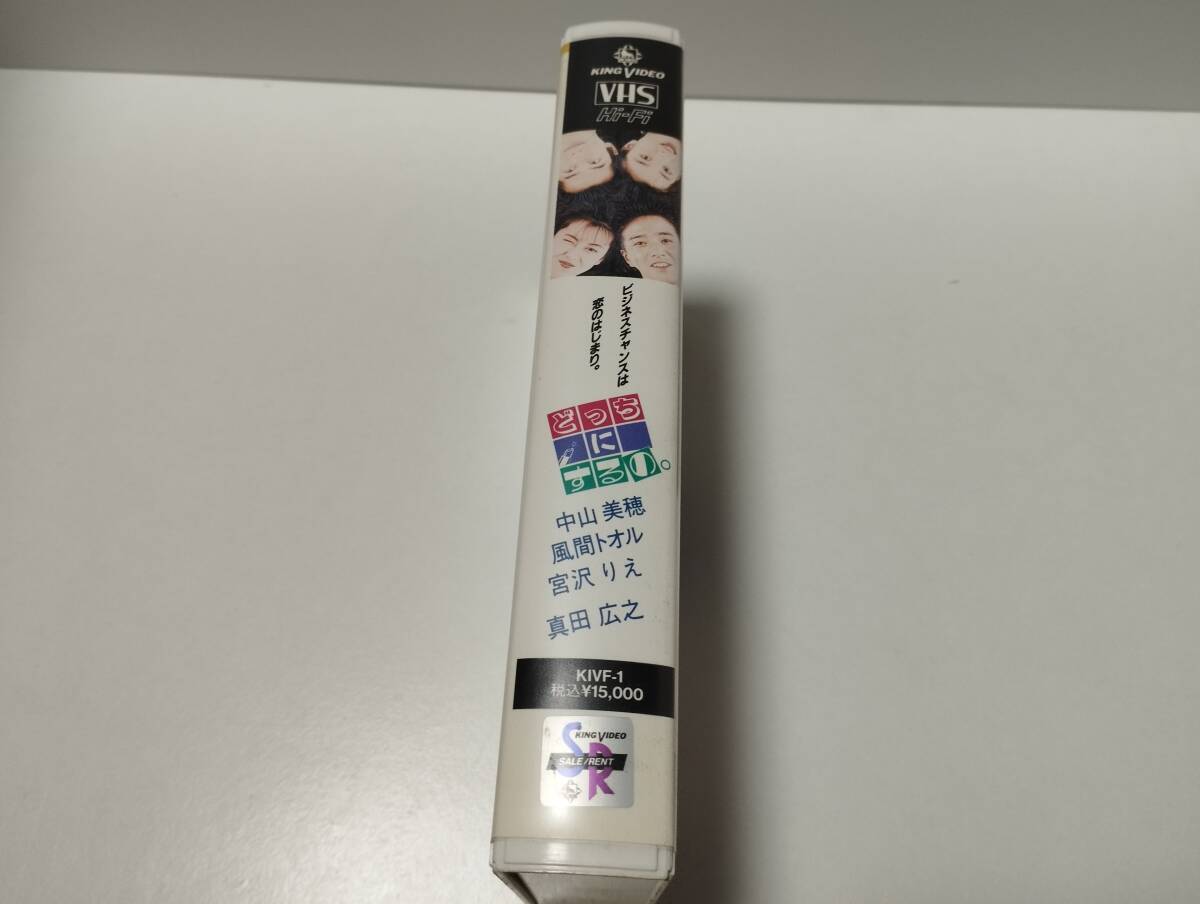 KING VIDEO
VHS
Hi-Fi
ビジネスチャンスは
恋のはじまり。
どっち
に
するの。
中山 美穂
風間トオル
宮沢 りえ
真田 広之
KIVF-1
税込¥15,000
KING VIDEO
SR
SALE/RENT